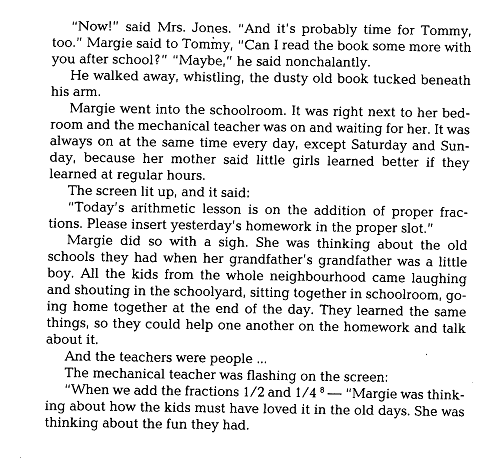 "Now!" said Mrs. Jones. "And it's probably time for Tommy,
too." Margie said to Tommy, "Can I read the book some more with
you after school?" "Maybe," he said nonchalantly.
He walked away, whistling, the dusty old book tucked beneath
his arm.
Margie went into the schoolroom. It was right next to her bed-
room and the mechanical teacher was on and waiting for her. It was
always on at the same time every day, except Saturday and Sun-
day, because her mother said little girls learned better if they
learned at regular hours.
The screen lit up, and it said:
"Today's arithmetic lesson is on the addition of proper frac-
tions. Please insert yesterday's homework in the proper slot."
Margie did so with a sigh. She was thinking about the old
schools they had when her grandfather's grandfather was a little
boy. All the kids from the whole neighbourhood came laughing
and shouting in the schoolyard, sitting together in schoolroom, go-
ing home together at the end of the day. They learned the same
things, so they could help one another on the homework and talk
about it.
And the teachers were people ...
The mechanical teacher was flashing on the screen:
"When we add the fractions 1/2 and 1/4 ⁸ — "Margie was think-
ing about how the kids must have loved it in the old days. She was
thinking about the fun they had.